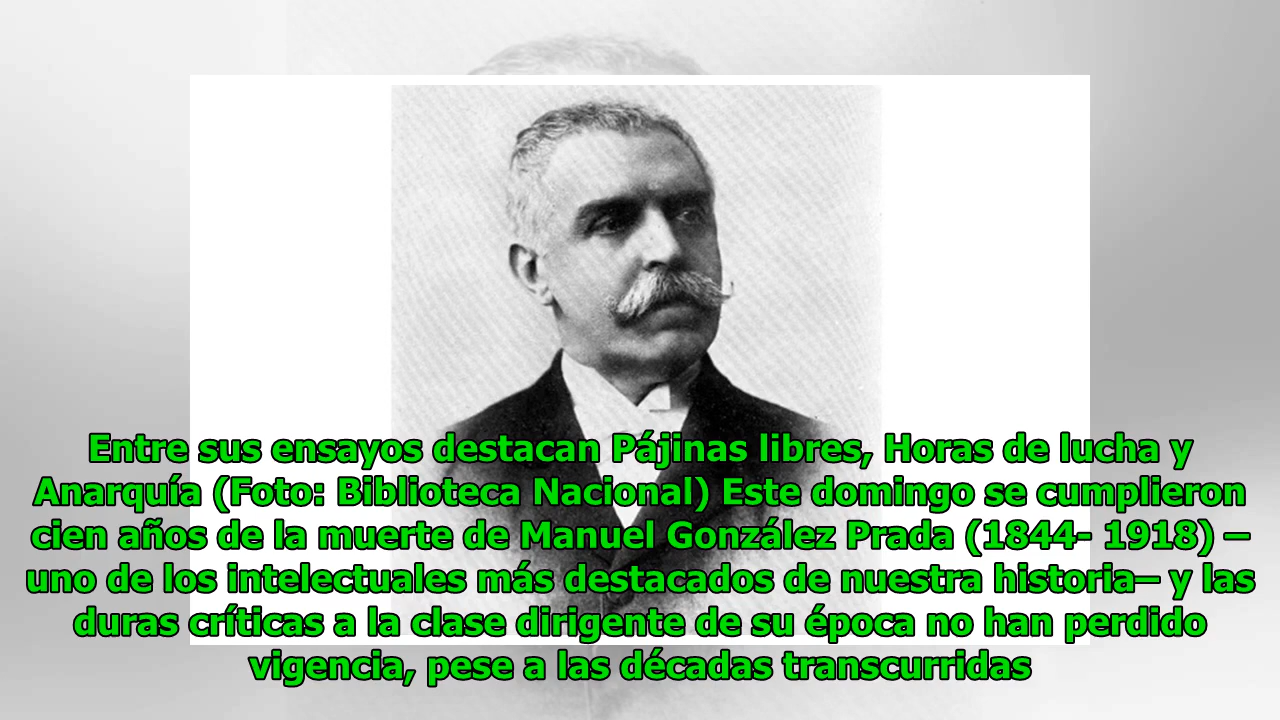 Entre sus ensayos destacan Pájinas libres, Horas de lucha y
Anarquía (Foto: Biblioteca Nacional) Este domingo se cumplieron
cien años de la muerte de Manuel González Prada (1844- 1918) –
uno de los intelectuales más destacados de nuestra historia– y las
duras críticas a la clase dirigente de su época no han perdido
vigencia, pese a las décadas transcurridas